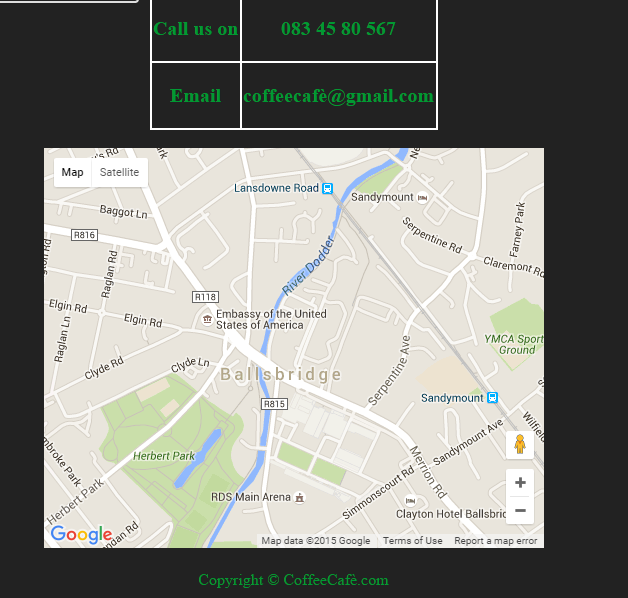 Call us on 083 45 80 567
Email coffeecafè@gmail.com
Map Satellite
Lansdowne Road
Sandymount
Baggot Ln
R816
Serpentine Rd
Farney Park
Claremont Rd
Raglan Rd
River Dodder
R118
Elgin Rd
Embassy of the United
States of America
Elgin Rd
Raglan Ln
YMCA Sport
Ground
Clyde Rd
Clyde Ln
Ballsbridge
Serpentine Ave
Sandymount
R815
Sandymount Ave
Herbert Park
Merrion Rd
Simmonscourt Rd
RDS Main Arena
Herbert Park
Clayton Hotel Ballsbri
Google
Map data ©2015 Google Terms of Use Report a map error
Copyright © CoffeeCafè.com